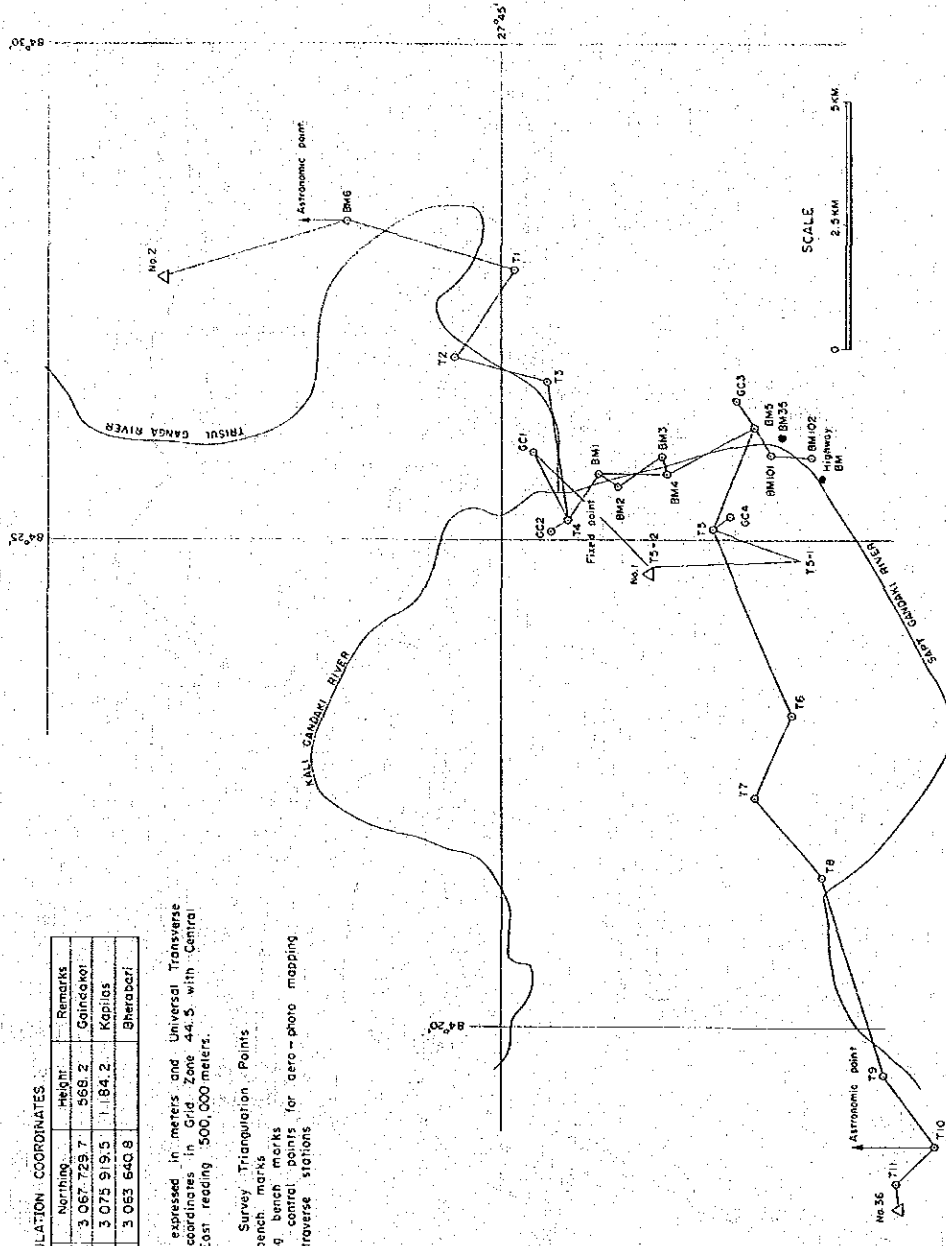 84°30'
27°45'
No.2
Astronomic point
BM6
TRISUL GANGA RIVER
T1
T2
T3
SCALE
0 2.5 KM 5 KM.
GC1
GC2
T4
BM1
BM2
BM3
BM4
GC3
BM5
BM35
BM101
BM102
Highway
BM
84°25'
Fixed point
No.1
T5-2
T5
GC4
T5-1
KALI GANDAKI RIVER
SAPT GANDAKI RIVER
T6
T7
T8
84°20'
T9
Astronomic point
T10
T11
No.36
LATION COORDINATES
Northing Height Remarks
3 067 729.7 568.2 Gaindakot
3 075 919.5 1 184.2 Kapilas
3 063 640.8 Bherabari
expressed in meters and Universal Transverse
coordinates in Grid Zone 44.5 with Central
East reading 500,000 meters.
Survey Triangulation Points
bench marks
bench marks
control points for aero-photo mapping
traverse stations